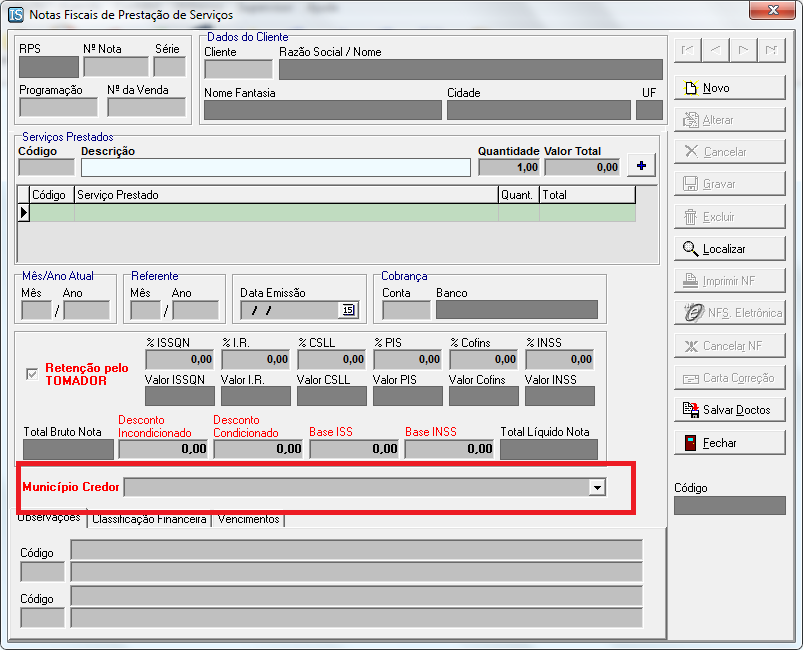 IS Notas Fiscais de Prestação de Serviços
RPS Nº Nota Série
Programação Nº da Venda
Dados do Cliente
Cliente Razão Social / Nome
Nome Fantasia Cidade UF
Serviços Prestados
Código Descrição Quantidade Valor Total
1,00 0,00 +
Código Serviço Prestado Quant. Total
Mês/Ano Atual Referente Cobrança
Mês Ano Mês Ano Data Emissão Conta Banco
/ / / / 15
% ISSQN % I.R. % CSLL % PIS % Cofins % INSS
0,00 0,00 0,00 0,00 0,00 0,00
Retenção pelo
TOMADOR
Valor ISSQN Valor I.R. Valor CSLL Valor PIS Valor Cofins Valor INSS
Total Bruto Nota Desconto Incondicionado Desconto Condicionado Base ISS Base INSS Total Líquido Nota
0,00 0,00 0,00 0,00
Município Credor
Observações Classificação Financeira Vencimentos
Código
Código
Novo
Alterar
Cancelar
Gravar
Excluir
Localizar
Imprimir NF
NFS. Eletrônica
Cancelar NF
Carta Correção
Salvar Doctos
Fechar
Código